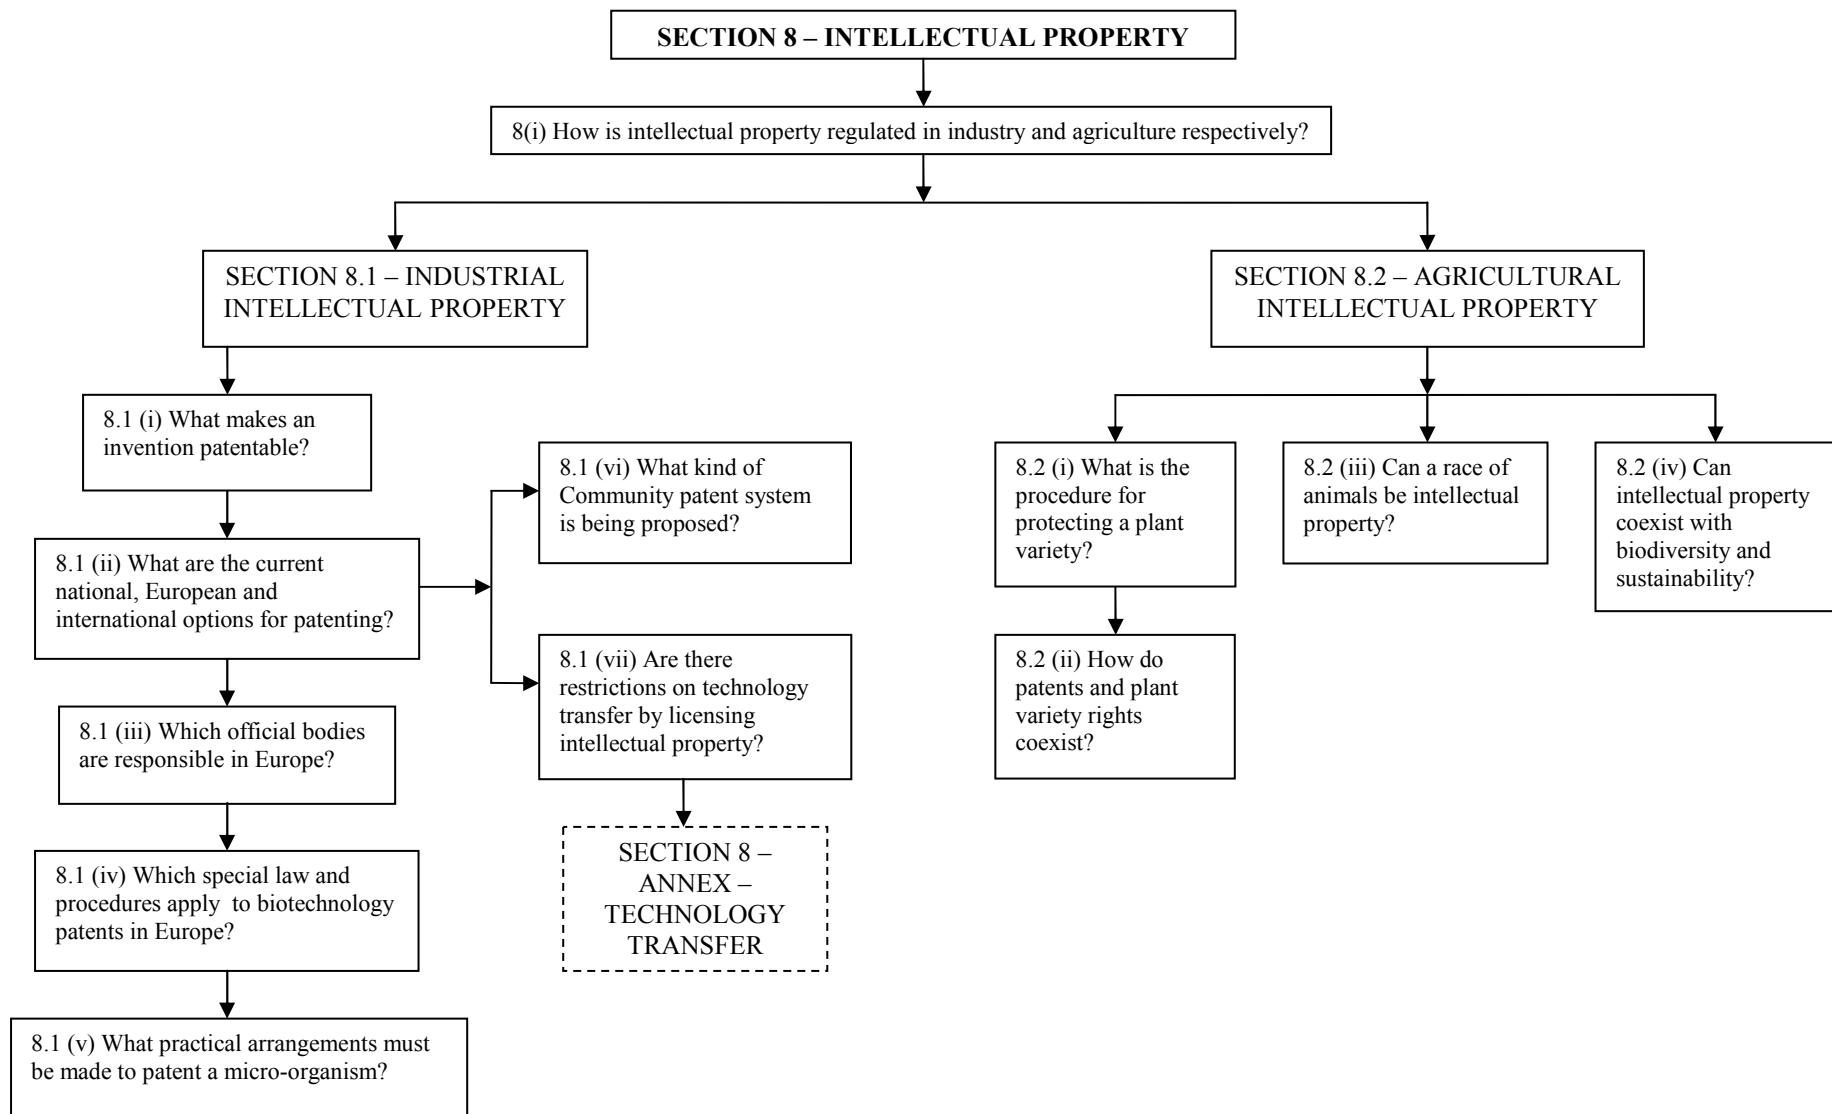 SECTION 8 – INTELLECTUAL PROPERTY
8(i) How is intellectual property regulated in industry and agriculture respectively?
SECTION 8.1 – INDUSTRIAL
INTELLECTUAL PROPERTY
8.1 (i) What makes an
invention patentable?
8.1 (ii) What are the current
national, European and
international options for patenting?
8.1 (iii) Which official bodies
are responsible in Europe?
8.1 (iv) Which special law and
procedures apply  to biotechnology
patents in Europe?
8.1 (v) What practical arrangements must
be made to patent a micro-organism?
8.1 (vi) What kind of
Community patent system
is being proposed?
8.1 (vii) Are there
restrictions on technology
transfer by licensing
intellectual property?
SECTION 8 –
ANNEX –
TECHNOLOGY
TRANSFER
SECTION 8.2 – AGRICULTURAL
INTELLECTUAL PROPERTY
8.2 (i) What is the
procedure for
protecting a plant
variety?
8.2 (ii) How do
patents and plant
variety rights
coexist?
8.2 (iii) Can a race of
animals be intellectual
property?
8.2 (iv) Can
intellectual property
coexist with
biodiversity and
sustainability?